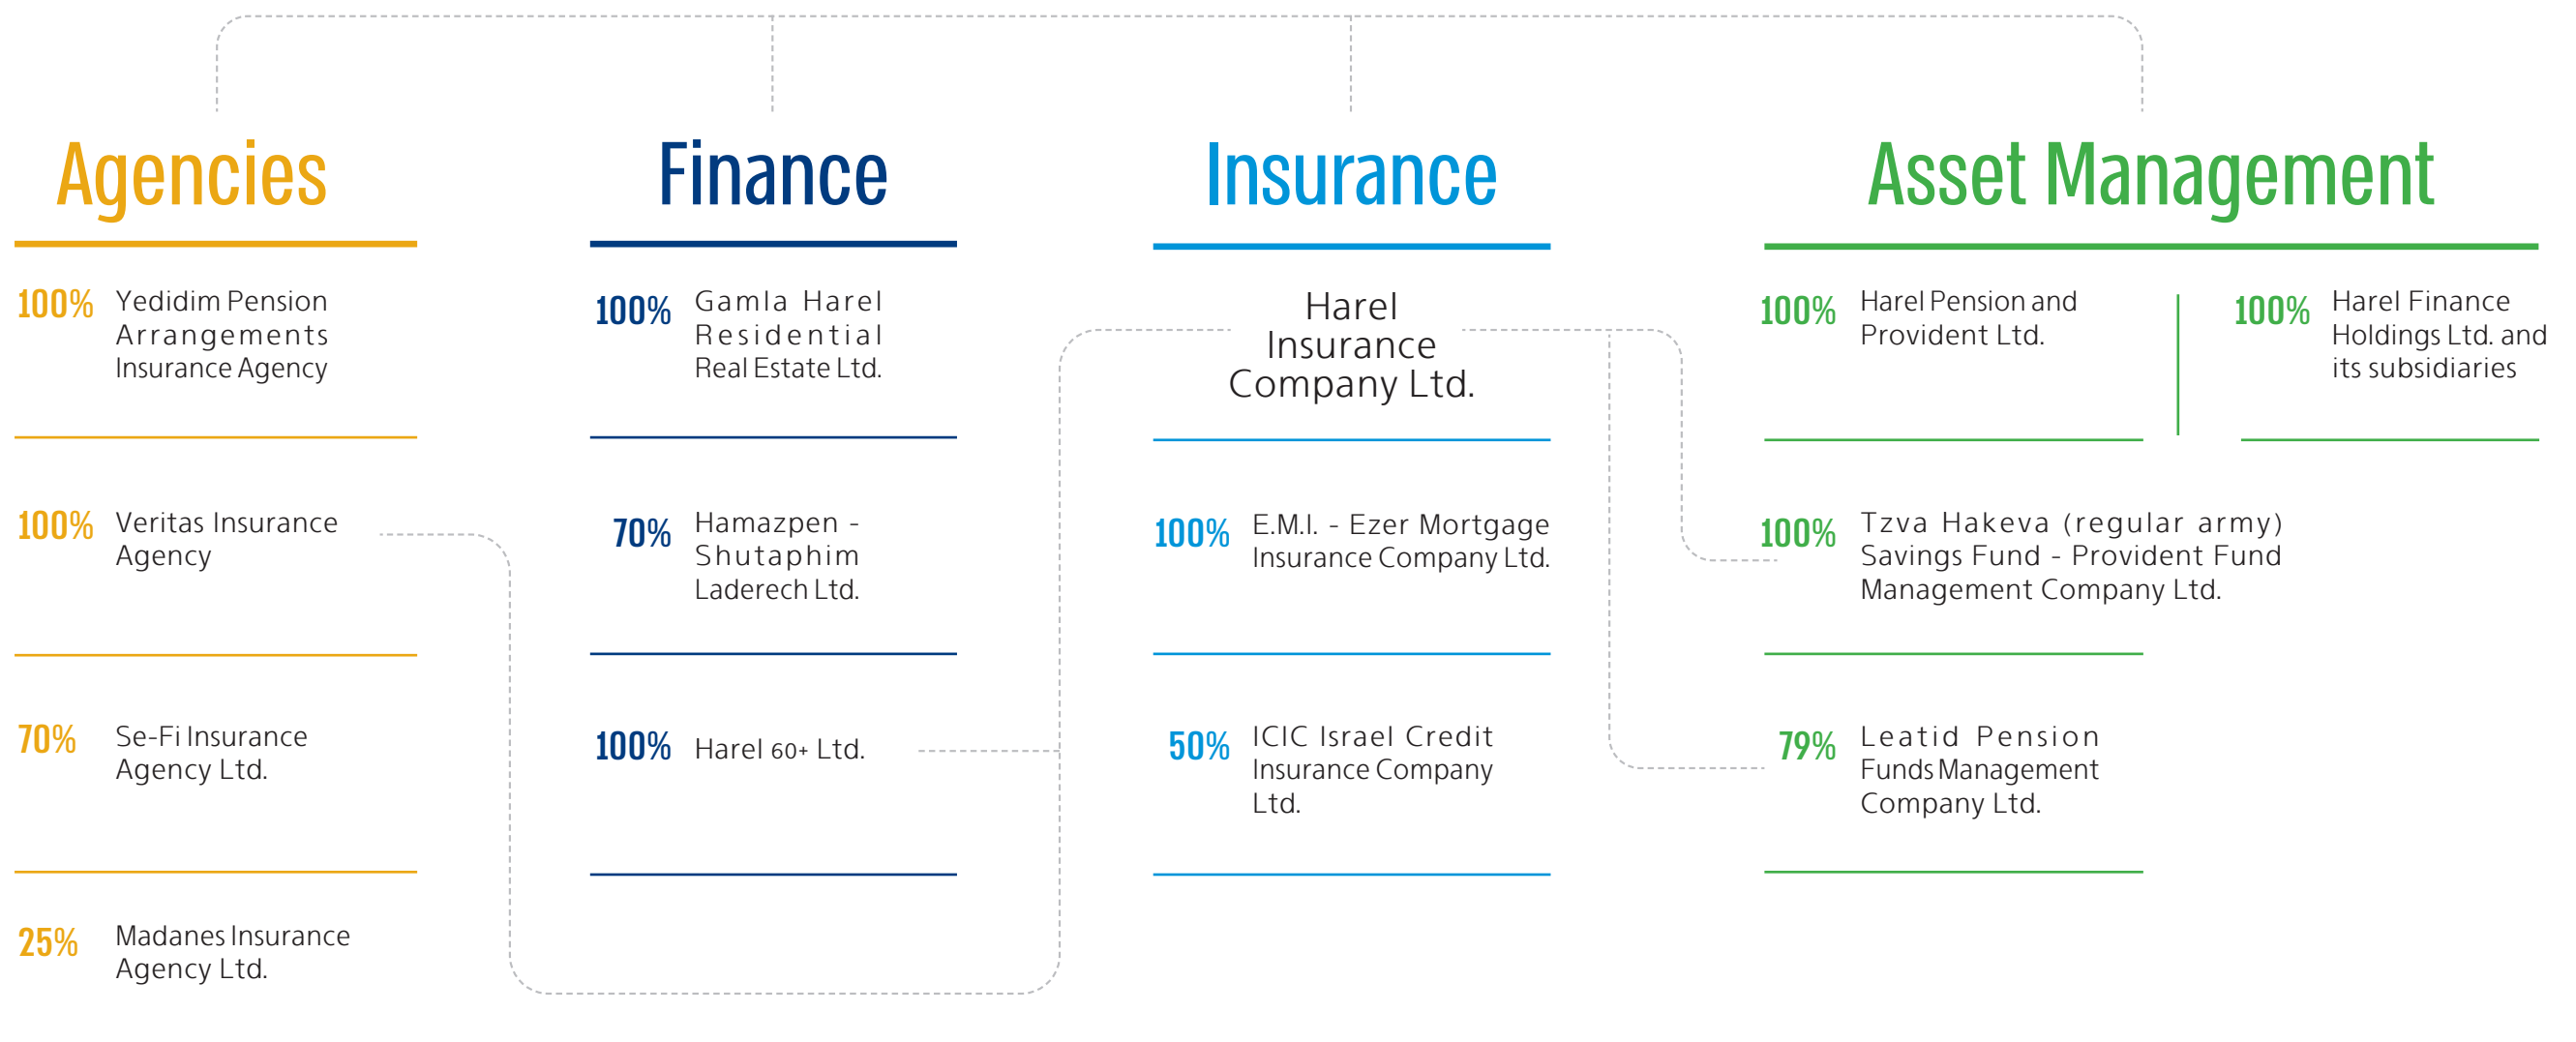 Agencies
100% Yedidim Pension
Arrangements
Insurance Agency
100% Veritas Insurance
Agency
70% Se-Fi Insurance
Agency Ltd.
25% Madanes Insurance
Agency Ltd.
Finance
100% Gamla Harel
Residential
Real Estate Ltd.
70% Hamazpen -
Shutaphim
Laderech Ltd.
100% Harel 60+ Ltd.
Insurance
Harel
Insurance
Company Ltd.
100% E.M.I. - Ezer Mortgage
Insurance Company Ltd.
50% ICIC Israel Credit
Insurance Company
Ltd.
Asset Management
100% Harel Pension and
Provident Ltd.
100% Harel Finance
Holdings Ltd. and
its subsidiaries
100% Tzva Hakeva (regular army)
Savings Fund - Provident Fund
Management Company Ltd.
79% Leatid Pension
Funds Management
Company Ltd.